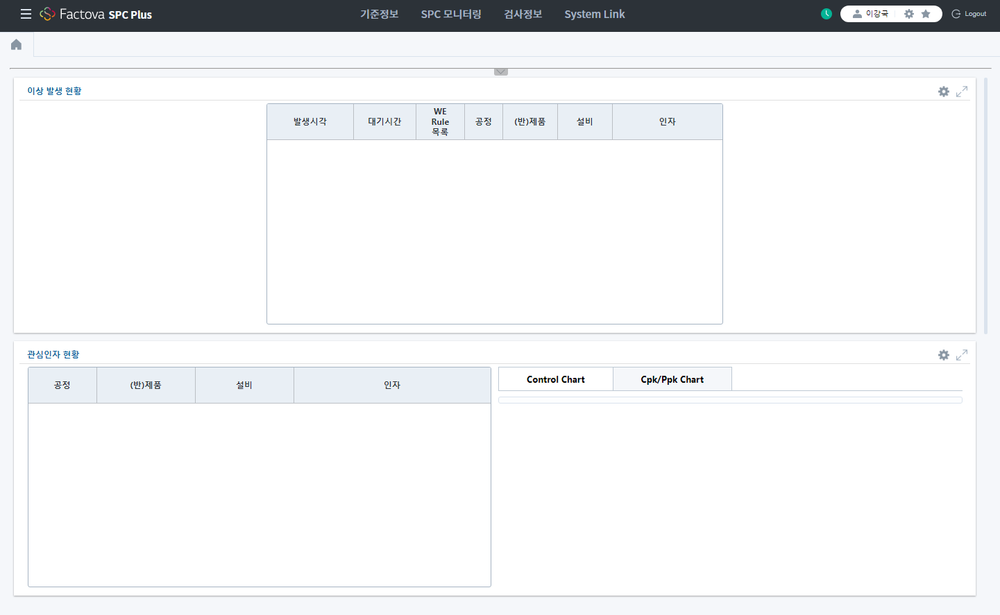 Factova SPC Plus
기준정보 SPC 모니터링 검사정보 System Link
이강국
Logout
이상 발생 현황
발생시각 대기시간 WE Rule 목록 공정 (반)제품 설비 인자
관심인자 현황
공정 (반)제품 설비 인자
Control Chart Cpk/Ppk Chart